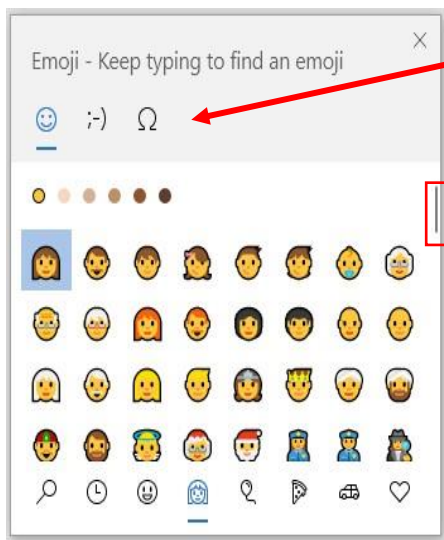 Emoji - Keep typing to find an emoji
;-) Ω